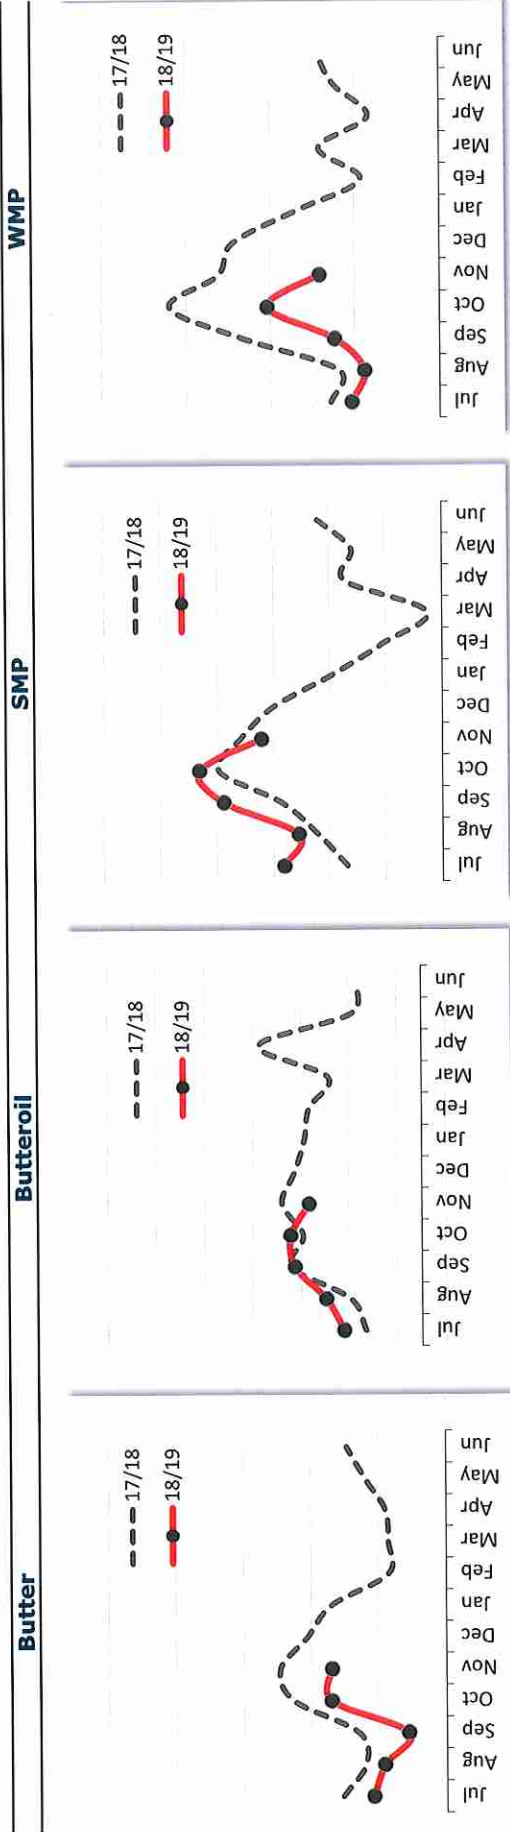 WMP
17/18
18/19
Jul
Aug
Sep
Oct
Nov
Dec
Jan
Feb
Mar
Apr
May
Jun
SMP
17/18
18/19
Jul
Aug
Sep
Oct
Nov
Dec
Jan
Feb
Mar
Apr
May
Jun
Butteroil
17/18
18/19
Jul
Aug
Sep
Oct
Nov
Dec
Jan
Feb
Mar
Apr
May
Jun
Butter
17/18
18/19
Jul
Aug
Sep
Oct
Nov
Dec
Jan
Feb
Mar
Apr
May
Jun